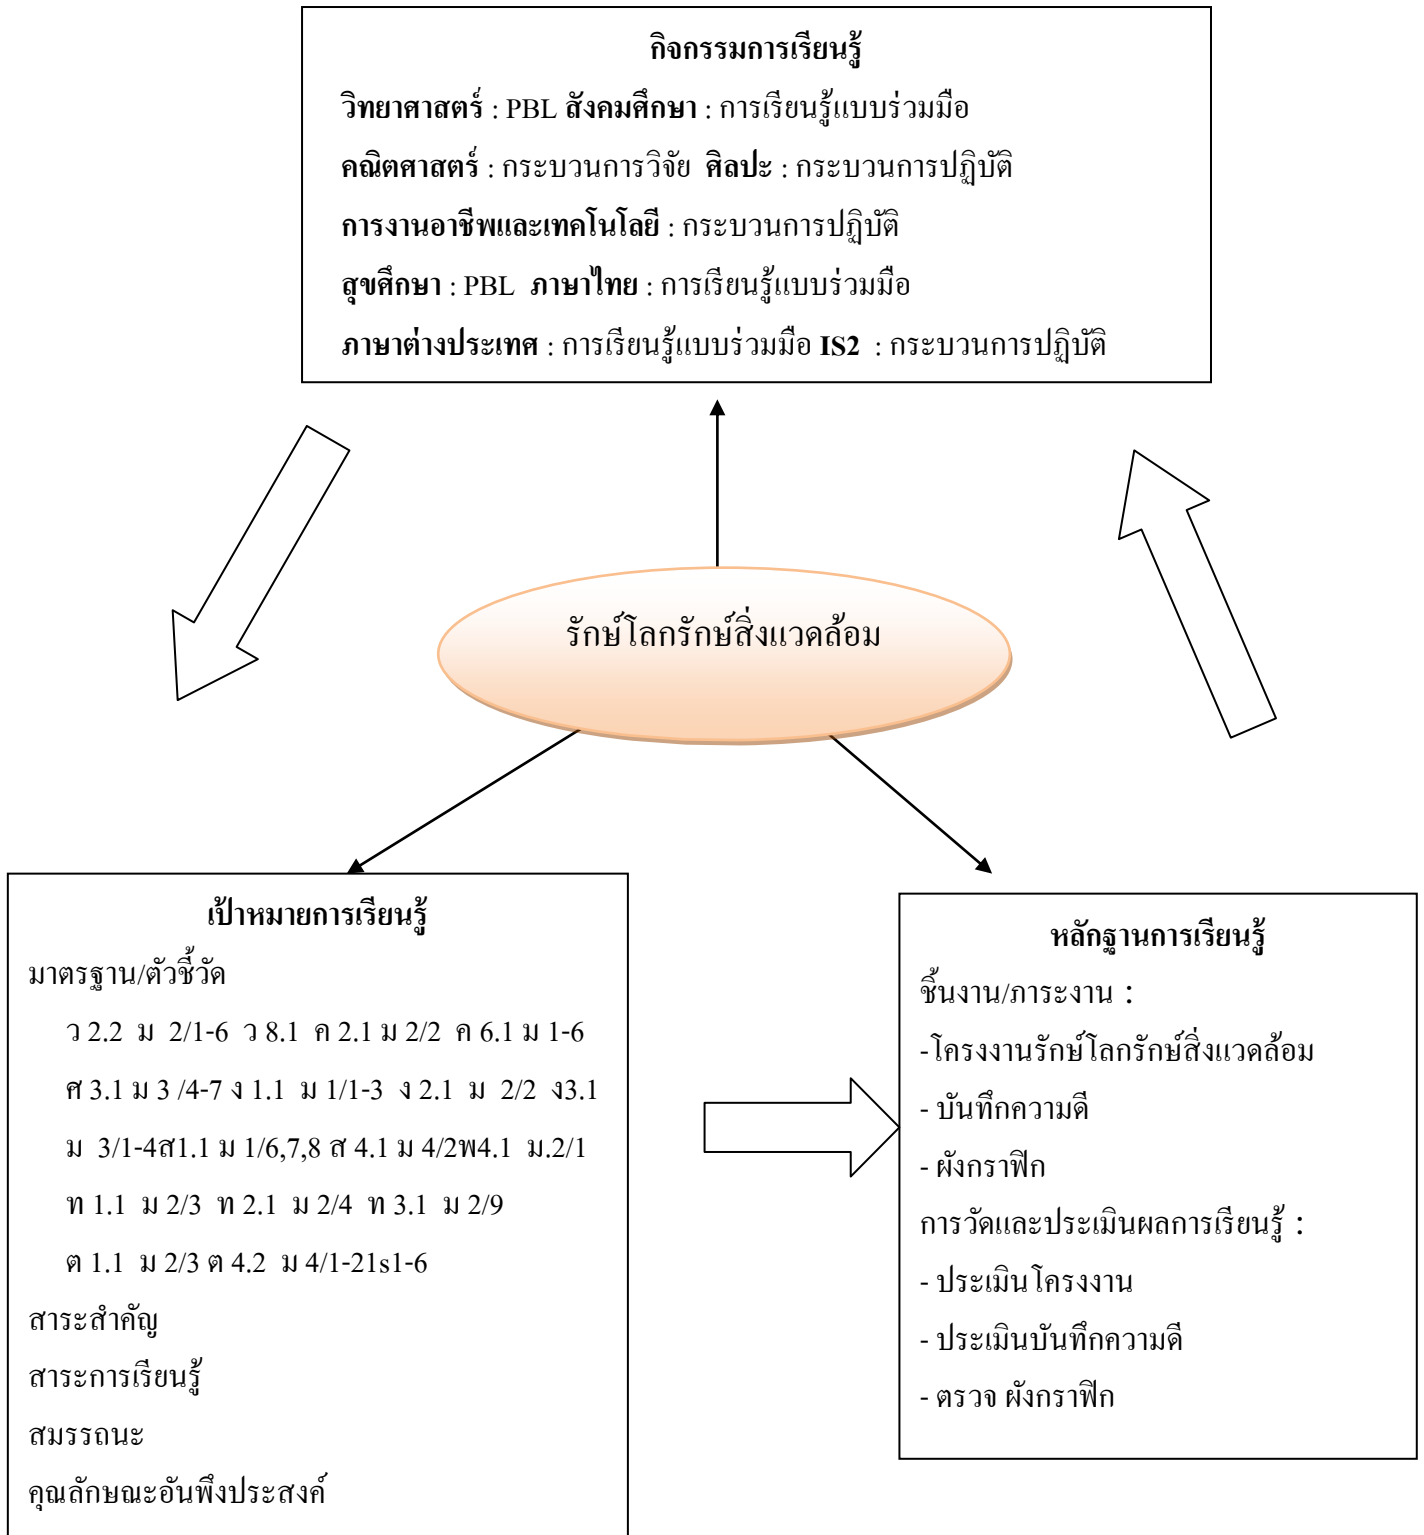 กิจกรรมการเรียนรู้
วิทยาศาสตร์ : PBL สังคมศึกษา : การเรียนรู้แบบร่วมมือ
คณิตศาสตร์ : กระบวนการวิจัย ศิลปะ : กระบวนการปฏิบัติ
การงานอาชีพและเทคโนโลยี : กระบวนการปฏิบัติ
สุขศึกษา : PBL ภาษาไทย : การเรียนรู้แบบร่วมมือ
ภาษาต่างประเทศ : การเรียนรู้แบบร่วมมือ IS2 : กระบวนการปฏิบัติ
รักษ์โลกรักษ์สิ่งแวดล้อม
เป้าหมายการเรียนรู้
มาตรฐาน/ตัวชี้วัด
ว 2.2 ม 2/1-6 ว 8.1 ค 2.1 ม 2/2 ค 6.1 ม 1-6
ศ 3.1 ม 3 /4-7 ง 1.1 ม 1/1-3 ง 2.1 ม 2/2 ง3.1
ม 3/1-4ส1.1 ม 1/6,7,8 ส 4.1 ม 4/2พ4.1 ม.2/1
ท 1.1 ม 2/3 ท 2.1 ม 2/4 ท 3.1 ม 2/9
ต 1.1 ม 2/3 ต 4.2 ม 4/1-21s1-6
สาระสำคัญ
สาระการเรียนรู้
สมรรถนะ
คุณลักษณะอันพึงประสงค์
หลักฐานการเรียนรู้
ชิ้นงาน/ภาระงาน :
-โครงงานรักษ์โลกรักษ์สิ่งแวดล้อม
- บันทึกความดี
- ผังกราฟิก
การวัดและประเมินผลการเรียนรู้ :
- ประเมินโครงงาน
- ประเมินบันทึกความดี
- ตรวจ ผังกราฟิก